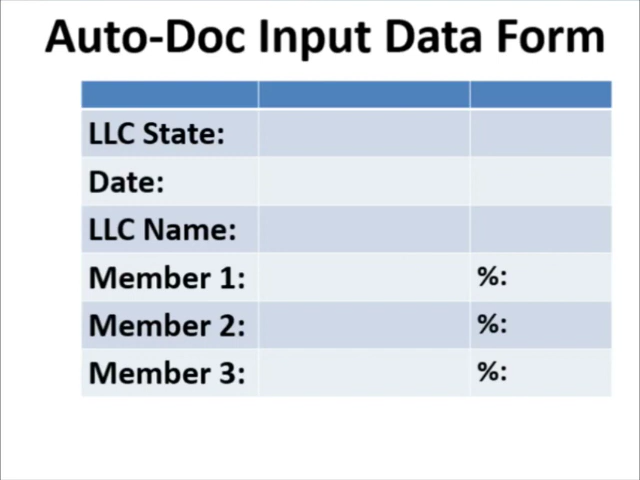 Auto-Doc Input Data Form
LLC State:
Date:
LLC Name:
Member 1: %:
Member 2: %:
Member 3: %: